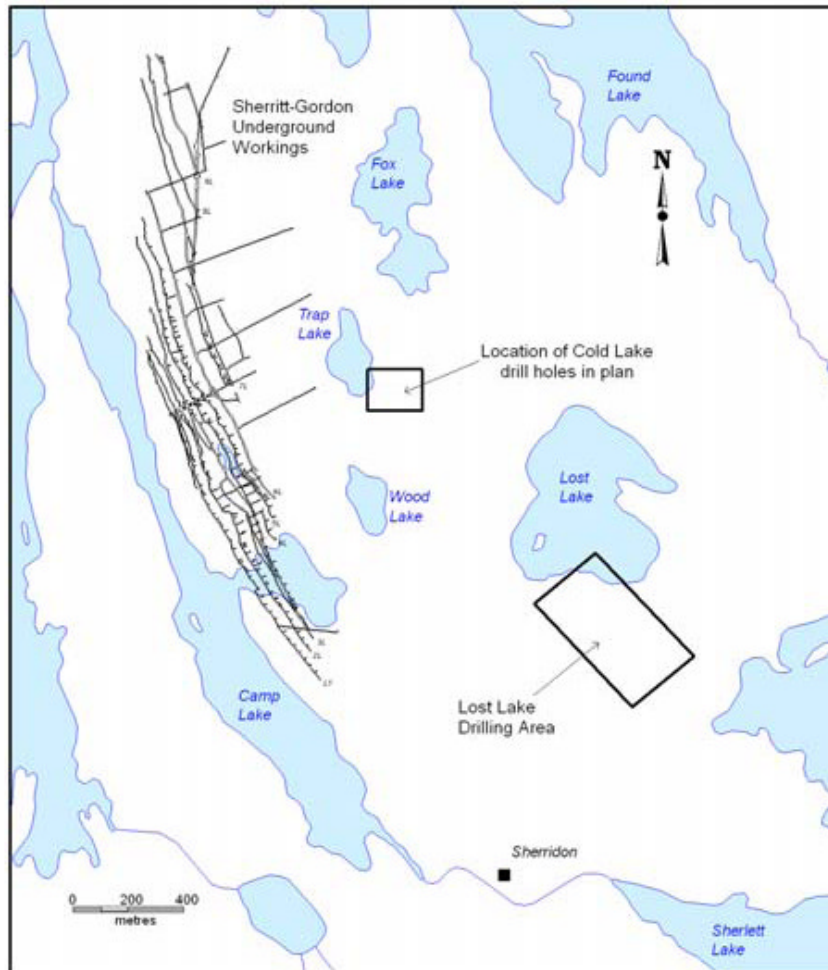 Found
Lake
Sherritt-Gordon
Underground
Workings
Fox
Lake
N
Trap
Lake
Location of Cold Lake
drill holes in plan
Lost
Lake
Wood
Lake
Camp
Lake
Lost Lake
Drilling Area
Sherridon
0 200 400
metres
Sherlett
Lake